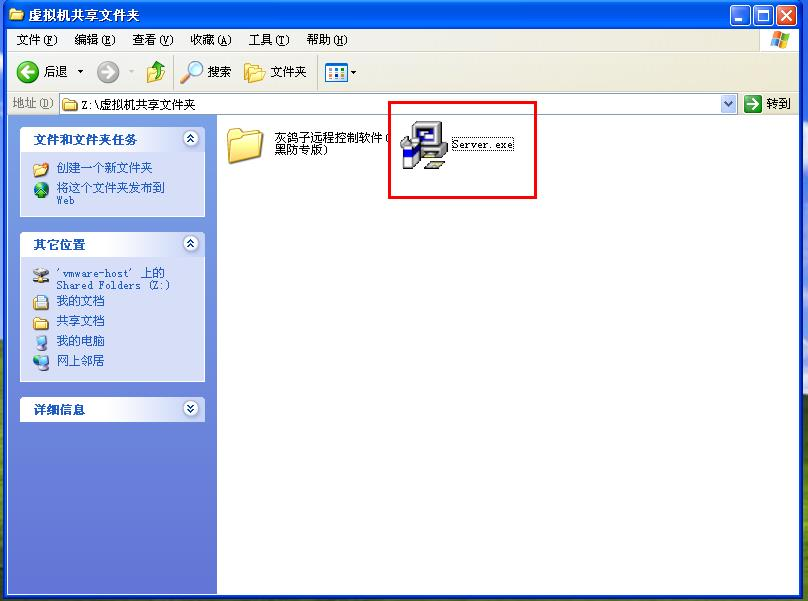 虚拟机共享文件夹
文件(F) 编辑(E) 查看(V) 收藏(A) 工具(T) 帮助(H)
后退 搜索 文件夹
地址(D) Z:\虚拟机共享文件夹 转到
文件和文件夹任务
创建一个新文件夹
将这个文件夹发布到
Web
其它位置
'vmware-host' 上的
Shared Folders (Z:)
我的文档
共享文档
我的电脑
网上邻居
详细信息
灰鸽子远程控制软件(
黑防专版)
Server.exe